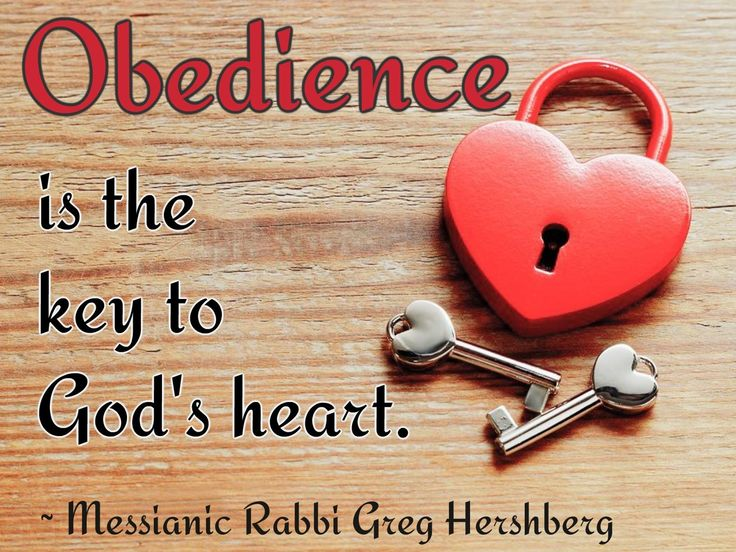 Obedience
is the
key to
God's heart.
~ Messianic Rabbi Greg Hershberg